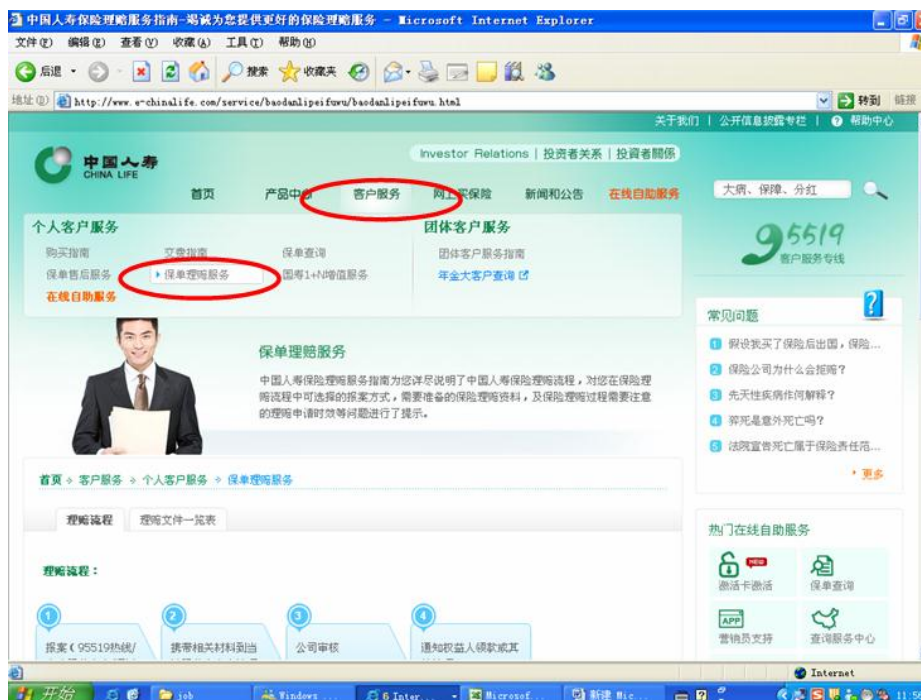 中国人寿保险理赔服务指南-竭诚为您提供更好的保险理赔服务 - Microsoft Internet Explorer
文件(F) 编辑(E) 查看(V) 收藏(A) 工具(T) 帮助(H)
后退 搜索 收藏夹
地址(D) http://www.e-chinalife.com/service/baodanlipeifuwu/baodanlipeifuwu.html 转到 链接
关于我们 | 公开信息披露专栏 | 帮助中心
中国人寿
CHINA LIFE
Investor Relations | 投资者关系 | 投資者關係
首页 产品中心 客户服务 网上买保险 新闻和公告 在线自助服务
大病、保障、分红
个人客户服务 团体客户服务
购买指南 交费指南 保单查询 团体客户服务指南
保单售后服务 保单理赔服务 国寿1+N增值服务 年金大客户查询
在线自助服务
95519
客户服务专线
常见问题
1 假设我买了保险后出国，保险...
2 保险公司为什么会拒赔？
3 先天性疾病作何解释？
4 猝死是意外死亡吗？
5 法院宣告死亡属于保险责任范...
更多
保单理赔服务
中国人寿保险理赔服务指南为您详尽说明了中国人寿保险理赔流程，对您在保险理
赔流程中可选择的报案方式，需要准备的保险理赔资料，及保险理赔过程需要注意
的理赔申请时效等问题进行了提示。
首页 客户服务 个人客户服务 保单理赔服务
理赔流程 理赔文件一览表
理赔流程：
1 2 3 4
报案(95519热线/ 携带相关材料到当 公司审核 通知权益人领款或其
热门在线自助服务
NEW
激活卡激活 保单查询
APP
营销员支持 查询服务中心
Internet
开始 job Windows ... 6 Inter... Microsof... 新建 Mic... 11:56